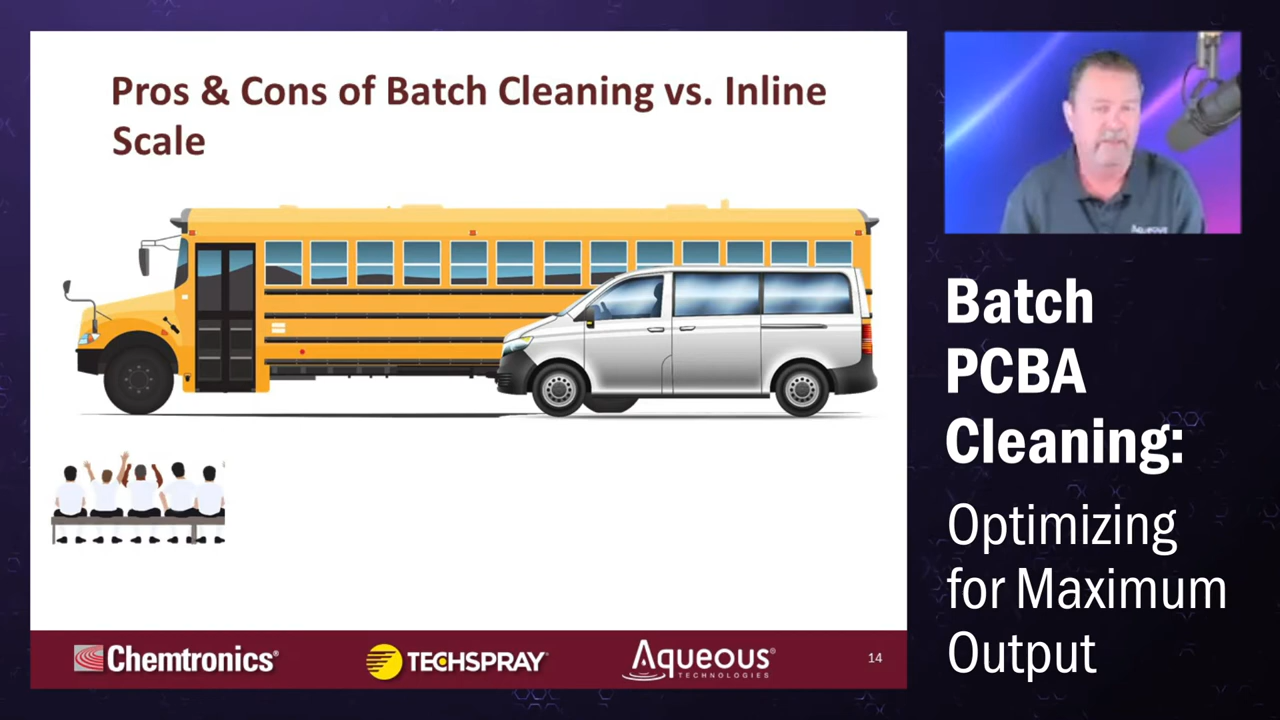 Pros & Cons of Batch Cleaning vs. Inline
Scale
Chemtronics®
TECHSPRAY®
Aqueous®
TECHNOLOGIES
14
Aqueous
Batch
PCBA
Cleaning:
Optimizing
for Maximum
Output